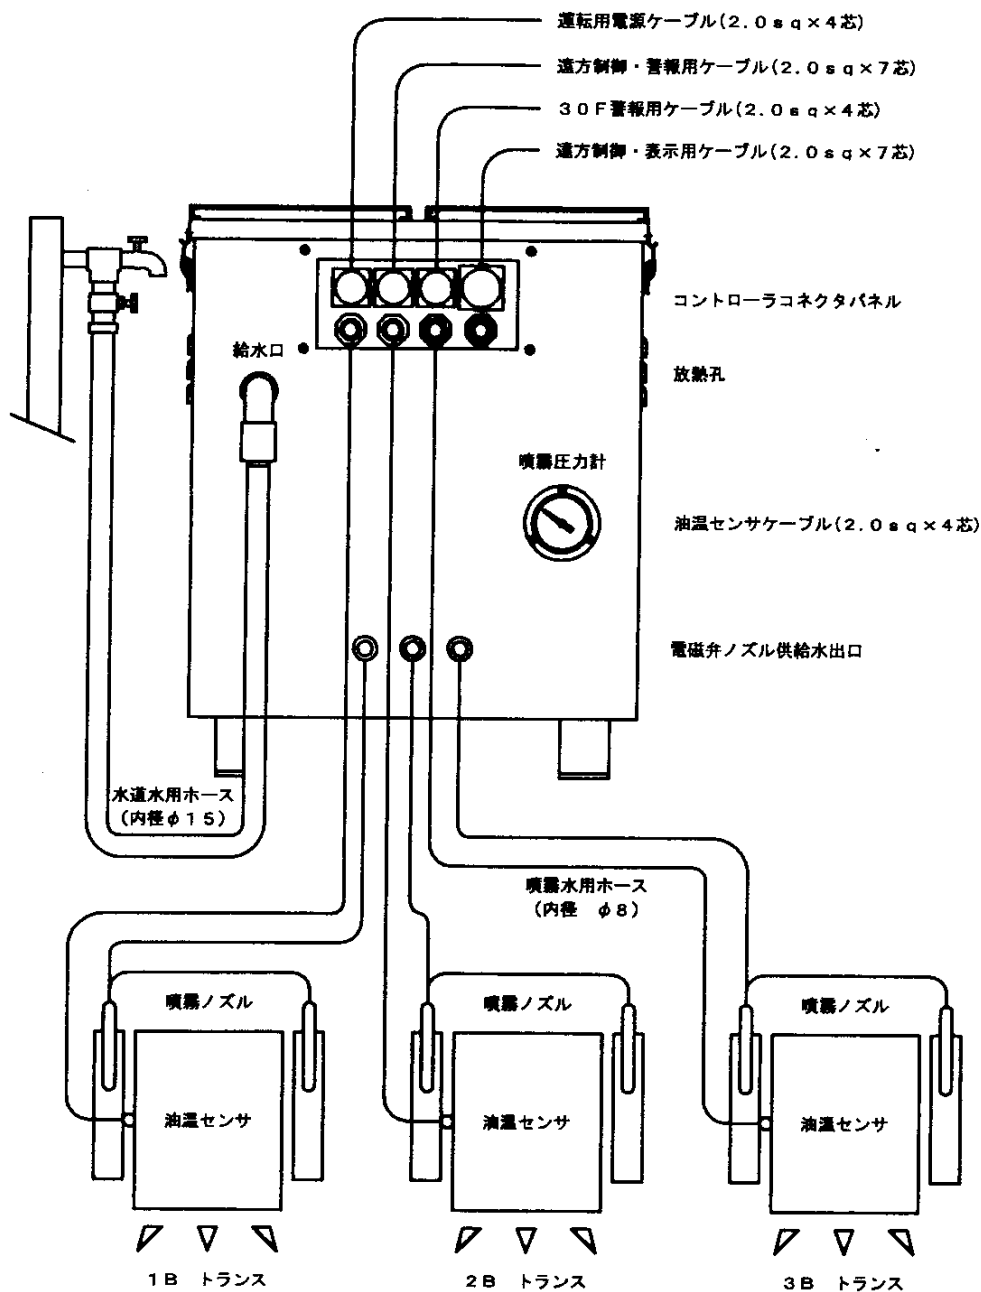 運転用電源ケーブル(2.0sq×4芯)
遠方制御・警報用ケーブル(2.0sq×7芯)
30F警報用ケーブル(2.0sq×4芯)
遠方制御・表示用ケーブル(2.0sq×7芯)
コントローラコネクタパネル
給水口
放熱孔
噴霧圧力計
油温センサケーブル(2.0sq×4芯)
電磁弁ノズル供給水出口
水道水用ホース
(内径φ15)
噴霧水用ホース
(内径 φ8)
噴霧ノズル 噴霧ノズル 噴霧ノズル
油温センサ 油温センサ 油温センサ
1B トランス 2B トランス 3B トランス